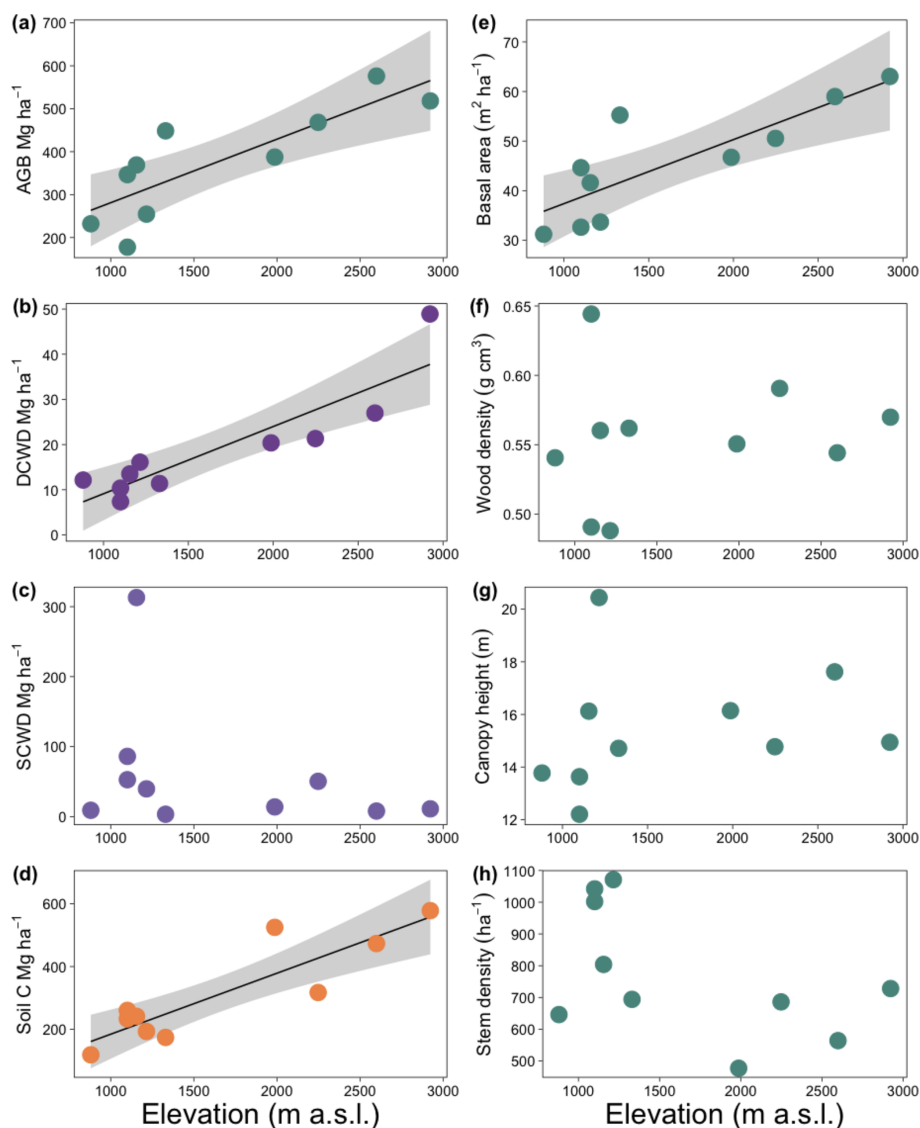 (a)
700
600
500
400
300
200
AGB Mg ha⁻¹
1000 1500 2000 2500 3000
(b)
50
40
30
20
10
0
DCWD Mg ha⁻¹
1000 1500 2000 2500 3000
(c)
300
200
100
0
SCWD Mg ha⁻¹
1000 1500 2000 2500 3000
(d)
600
400
200
Soil C Mg ha⁻¹
1000 1500 2000 2500 3000
Elevation (m a.s.l.)
(e)
70
60
50
40
30
Basal area (m² ha⁻¹)
1000 1500 2000 2500 3000
(f)
0.65
0.60
0.55
0.50
Wood density (g cm³)
1000 1500 2000 2500 3000
(g)
20
18
16
14
12
Canopy height (m)
1000 1500 2000 2500 3000
(h)
1100
1000
900
800
700
600
500
Stem density (ha⁻¹)
1000 1500 2000 2500 3000
Elevation (m a.s.l.)